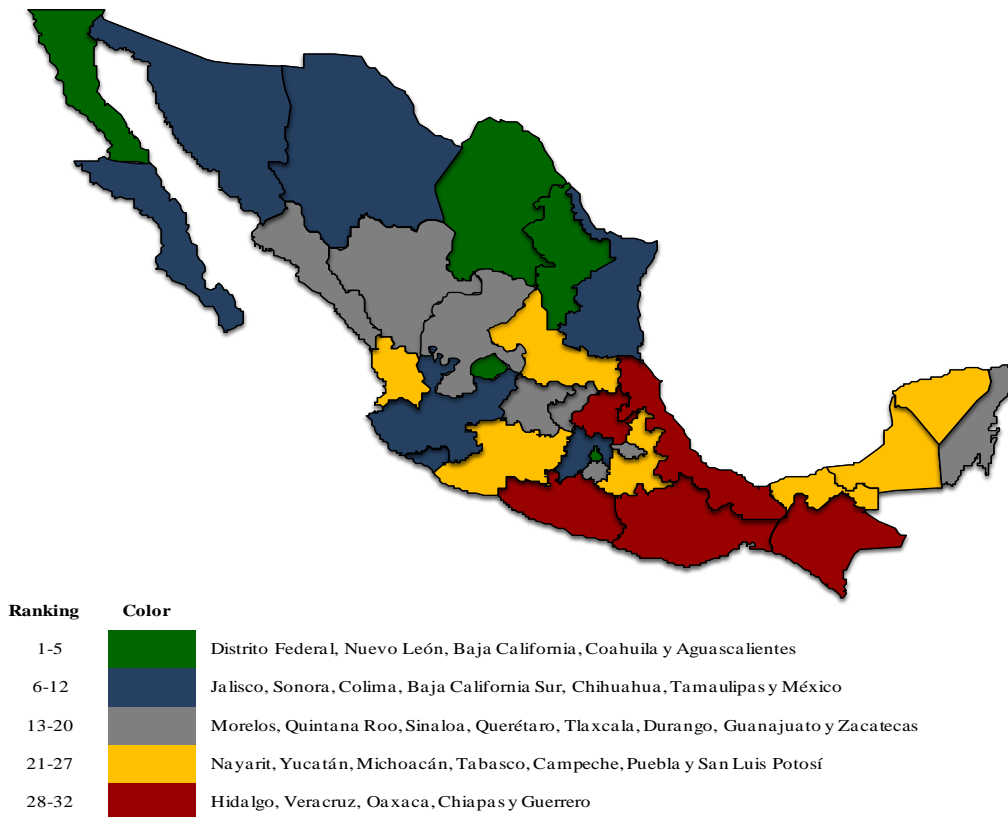 Ranking Color
1-5 Distrito Federal, Nuevo León, Baja California, Coahuila y Aguascalientes
6-12 Jalisco, Sonora, Colima, Baja California Sur, Chihuahua, Tamaulipas y México
13-20 Morelos, Quintana Roo, Sinaloa, Querétaro, Tlaxcala, Durango, Guanajuato y Zacatecas
21-27 Nayarit, Yucatán, Michoacán, Tabasco, Campeche, Puebla y San Luis Potosí
28-32 Hidalgo, Veracruz, Oaxaca, Chiapas y Guerrero